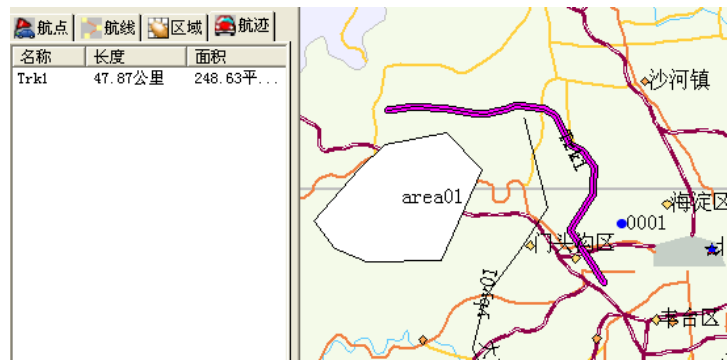 航点 航线 区域 航迹
名称 长度 面积
Trk1 47.87公里 248.63平...
沙河镇
Trk1
area01
海淀区
0001
门头沟区
丰台区